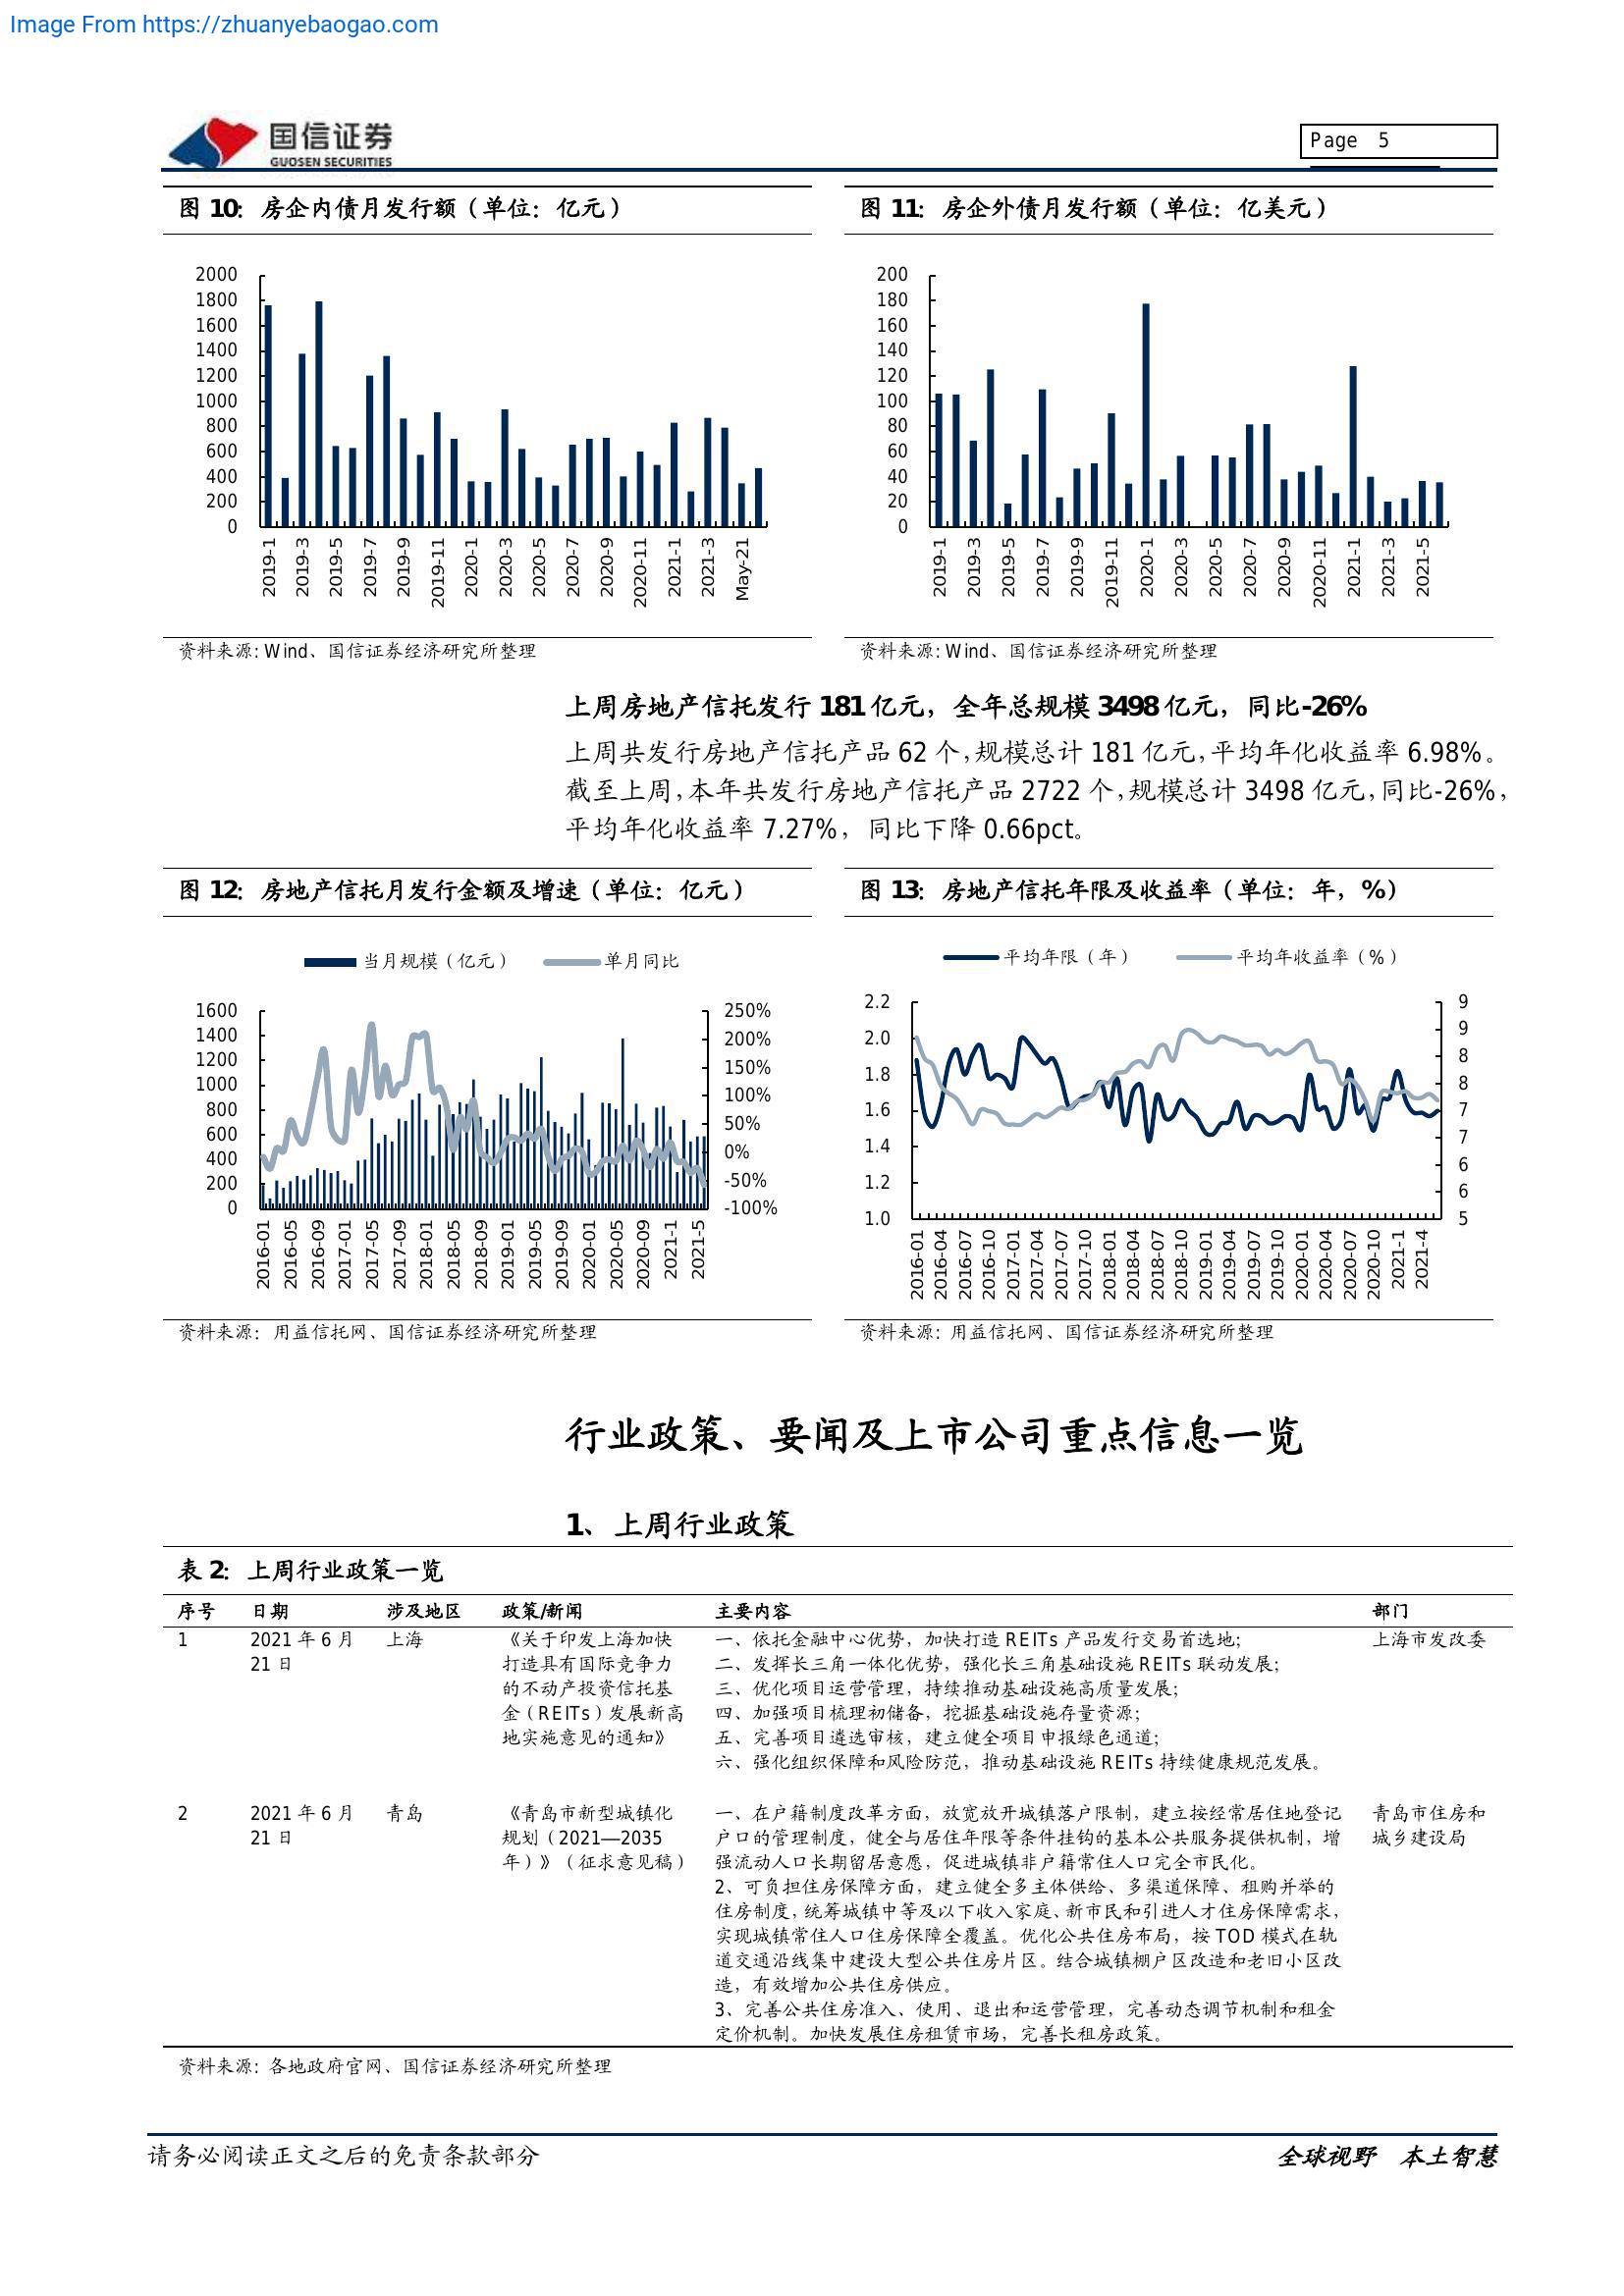 Image From https://zhuanyebaogao.com
国信证券
GUOSEN SECURITIES
Page 5
图 10：房企内债月发行额（单位：亿元）
2000
1800
1600
1400
1200
1000
800
600
400
200
0
2019-1 2019-3 2019-5 2019-7 2019-9 2019-11 2020-1 2020-3 2020-5 2020-7 2020-9 2020-11 2021-1 2021-3 May-21
资料来源：Wind、国信证券经济研究所整理
图 11：房企外债月发行额（单位：亿美元）
200
180
160
140
120
100
80
60
40
20
0
2019-1 2019-3 2019-5 2019-7 2019-9 2019-11 2020-1 2020-3 2020-5 2020-7 2020-9 2020-11 2021-1 2021-3 2021-5
资料来源：Wind、国信证券经济研究所整理
上周房地产信托发行 181 亿元，全年总规模 3498 亿元，同比-26%
上周共发行房地产信托产品 62 个，规模总计 181 亿元，平均年化收益率 6.98%。
截至上周，本年共发行房地产信托产品 2722 个，规模总计 3498 亿元，同比-26%，
平均年化收益率 7.27%，同比下降 0.66pct。
图 12：房地产信托月发行金额及增速（单位：亿元）
当月规模（亿元） 单月同比
1600
1400
1200
1000
800
600
400
200
0
250%
200%
150%
100%
50%
0%
-50%
-100%
2016-01 2016-05 2016-09 2017-01 2017-05 2017-09 2018-01 2018-05 2018-09 2019-01 2019-05 2019-09 2020-01 2020-05 2020-09 2021-1 2021-5
资料来源：用益信托网、国信证券经济研究所整理
图 13：房地产信托年限及收益率（单位：年，%）
平均年限（年） 平均年收益率（%）
2.2
2.0
1.8
1.6
1.4
1.2
1.0
9
9
8
8
7
7
6
6
5
2016-01 2016-04 2016-07 2016-10 2017-01 2017-04 2017-07 2017-10 2018-01 2018-04 2018-07 2018-10 2019-01 2019-04 2019-07 2019-10 2020-01 2020-04 2020-07 2020-10 2021-1 2021-4
资料来源：用益信托网、国信证券经济研究所整理
行业政策、要闻及上市公司重点信息一览
1、上周行业政策
表 2：上周行业政策一览
序号 日期 涉及地区 政策/新闻 主要内容 部门
1 2021 年 6 月 上海 《关于印发上海加快 一、依托金融中心优势，加快打造 REITs 产品发行交易首选地； 上海市发改委
21 日 打造具有国际竞争力 二、发挥长三角一体化优势，强化长三角基础设施 REITs 联动发展；
的不动产投资信托基 三、优化项目运营管理，持续推动基础设施高质量发展；
金（REITs）发展新高 四、加强项目梳理初储备，挖掘基础设施存量资源；
地实施意见的通知》 五、完善项目遴选审核，建立健全项目申报绿色通道；
六、强化组织保障和风险防范，推动基础设施 REITs 持续健康规范发展。
2 2021 年 6 月 青岛 《青岛市新型城镇化 一、在户籍制度改革方面，放宽放开城镇落户限制，建立按经常居住地登记 青岛市住房和
21 日 规划（2021—2035 户口的管理制度，健全与居住年限等条件挂钩的基本公共服务提供机制，增 城乡建设局
年）》（征求意见稿） 强流动人口长期留居意愿，促进城镇非户籍常住人口完全市民化。
2、可负担住房保障方面，建立健全多主体供给、多渠道保障、租购并举的
住房制度，统筹城镇中等及以下收入家庭、新市民和引进人才住房保障需求，
实现城镇常住人口住房保障全覆盖。优化公共住房布局，按 TOD 模式在轨
道交通沿线集中建设大型公共住房片区。结合城镇棚户区改造和老旧小区改
造，有效增加公共住房供应。
3、完善公共住房准入、使用、退出和运营管理，完善动态调节机制和租金
定价机制。加快发展住房租赁市场，完善长租房政策。
资料来源：各地政府官网、国信证券经济研究所整理
请务必阅读正文之后的免责条款部分
全球视野 本土智慧